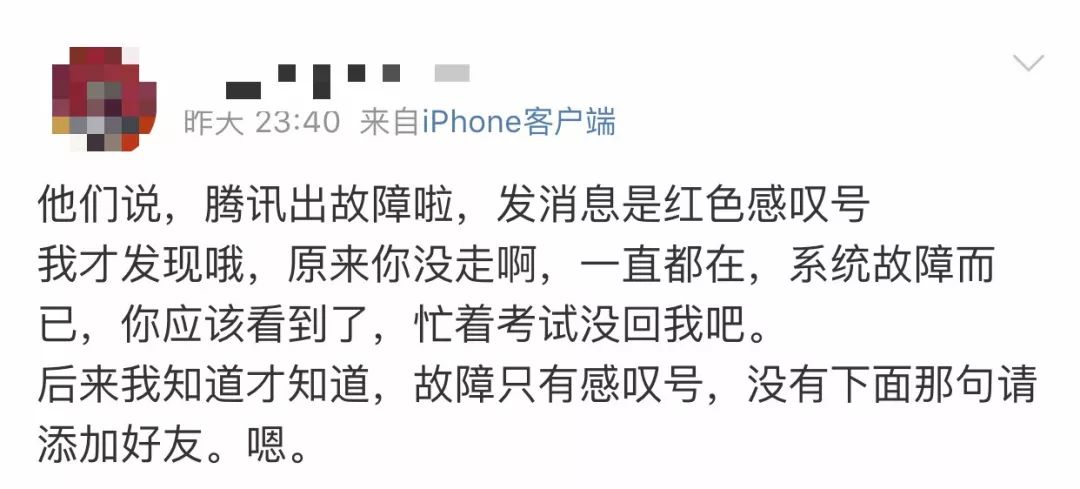 昨天 23:40 来自iPhone客户端
他们说，腾讯出故障啦，发消息是红色感叹号
我才发现哦，原来你没走啊，一直都在，系统故障而
已，你应该看到了，忙着考试没回我吧。
后来我知道才知道，故障只有感叹号，没有下面那句请
添加好友。嗯。